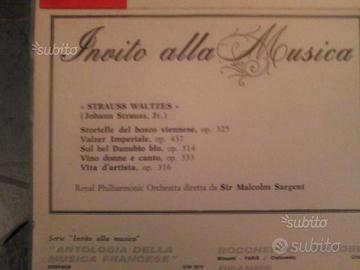 subito
subito
Invito alla Musica
« STRAUSS WALTZES »
(Johann Strauss, Jr.)
Storielle del bosco viennese, op. 325
Valzer Imperiale, op. 437
Sul bel Danubio blu, op. 314
Vino donne e canto, op. 333
Vita d'artista, op. 316
Royal Philharmonic Orchestra diretta da Sir Malcolm Sargent
Serie "Invito alla musica"
"ANTOLOGIA DELLA
MUSICA FRANCESE"
subito
subito